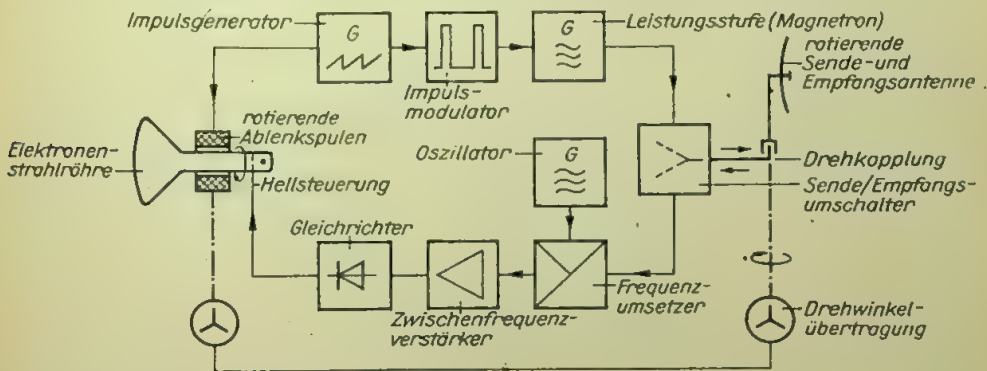 Impulsgenerator
G
Impuls-
modulator
G
Leistungsstufe (Magnetron)
rotierende
Sende- und
Empfangsantenne
rotierende
Ablenkspulen
Elektronen-
strahlröhre
Hellsteuerung
Oszillator
G
Drehkopplung
Sende/Empfangs-
umschalter
Gleichrichter
Zwischenfrequenz-
verstärker
Frequenz-
umsetzer
Drehwinkel-
übertragung